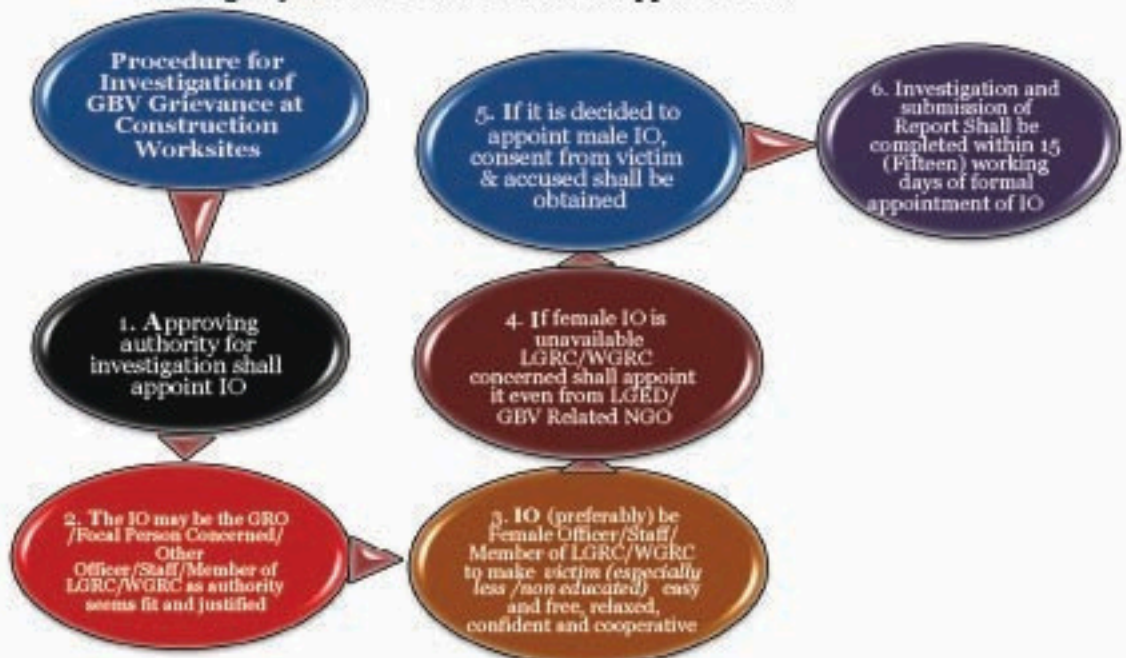 Procedure for
Investigation of
GBV Grievance at
Construction
Worksites
1. Approving
authority for
investigation shall
appoint IO
2. The IO may be the GRO
/Focal Person Concerned/
Other
Officer/Staff/Member of
LGRC/WGRC as authority
seems fit and justified
3. IO (preferably) be
Female Officer/Staff/
Member of LGRC/WGRC
to make victim (especially
less /non educated) easy
and free, relaxed,
confident and cooperative
4. If female IO is
unavailable
LGRC/WGRC
concerned shall appoint
it even from LGED/
GBV Related NGO
5. If it is decided to
appoint male IO,
consent from victim
& accused shall be
obtained
6. Investigation and
submission of
Report Shall be
completed within 15
(Fifteen) working
days of formal
appointment of IO